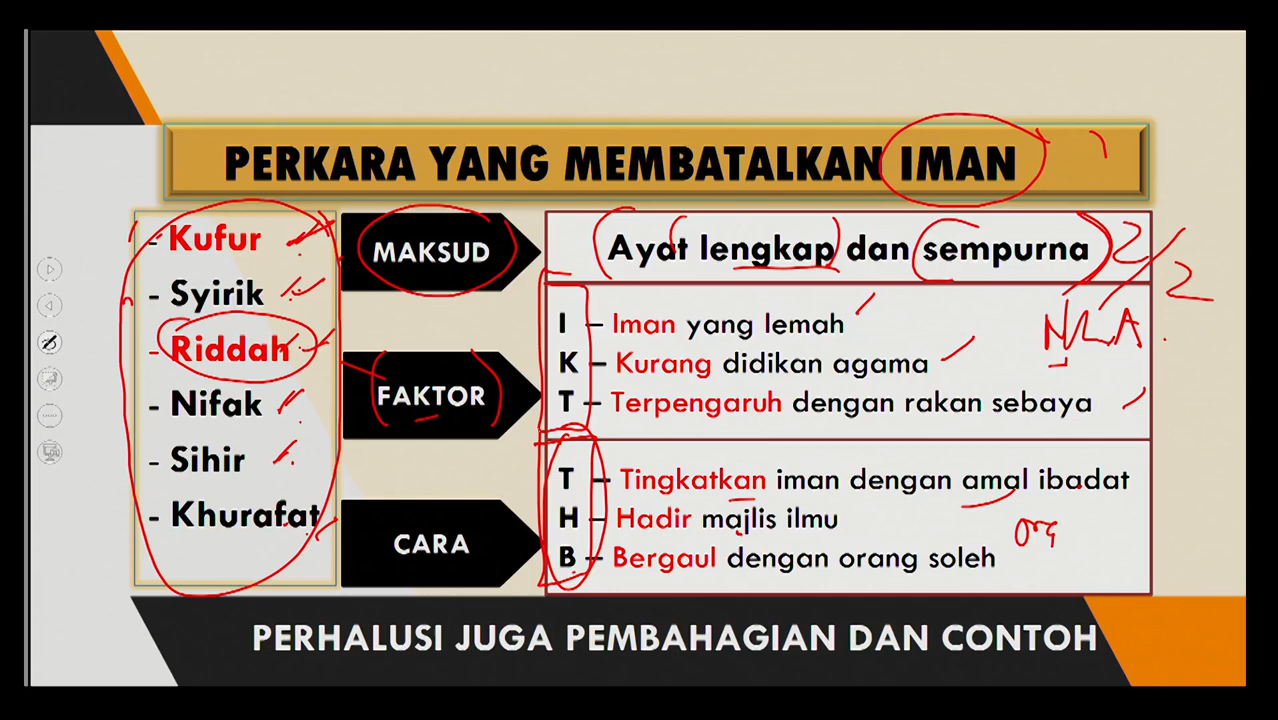 PERKARA YANG MEMBATALKAN IMAN
- Kufur
- Syirik
- Riddah
- Nifak
- Sihir
- Khurafat
MAKSUD
Ayat lengkap dan sempurna
2/2
FAKTOR
I – Iman yang lemah
K – Kurang didikan agama
T – Terpengaruh dengan rakan sebaya
CARA
T – Tingkatkan iman dengan amal ibadat
H – Hadir majlis ilmu
B – Bergaul dengan orang soleh
PERHALUSI JUGA PEMBAHAGIAN DAN CONTOH